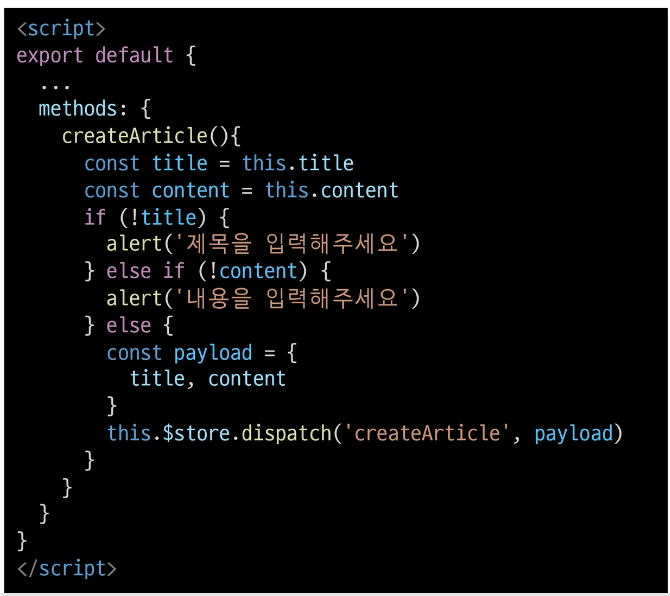 <script>
export default {
...
methods: {
createArticle(){
const title = this.title
const content = this.content
if (!title) {
alert('제목을 입력해주세요')
} else if (!content) {
alert('내용을 입력해주세요')
} else {
const payload = {
title, content
}
this.$store.dispatch('createArticle', payload)
}
}
}
}
</script>